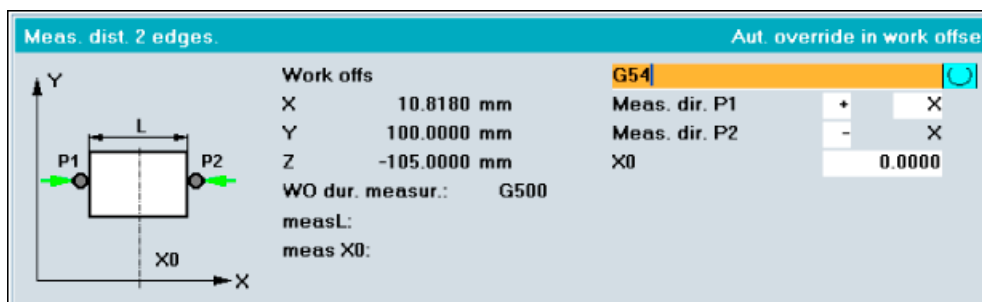 Meas. dist. 2 edges.
Aut. override in work offse
Y
L
P1
P2
X0
X
Work offs
X 10.8180 mm
Y 100.0000 mm
Z -105.0000 mm
WO dur. measur.: G500
measL:
meas X0:
G54
Meas. dir. P1 + X
Meas. dir. P2 - X
X0 0.0000